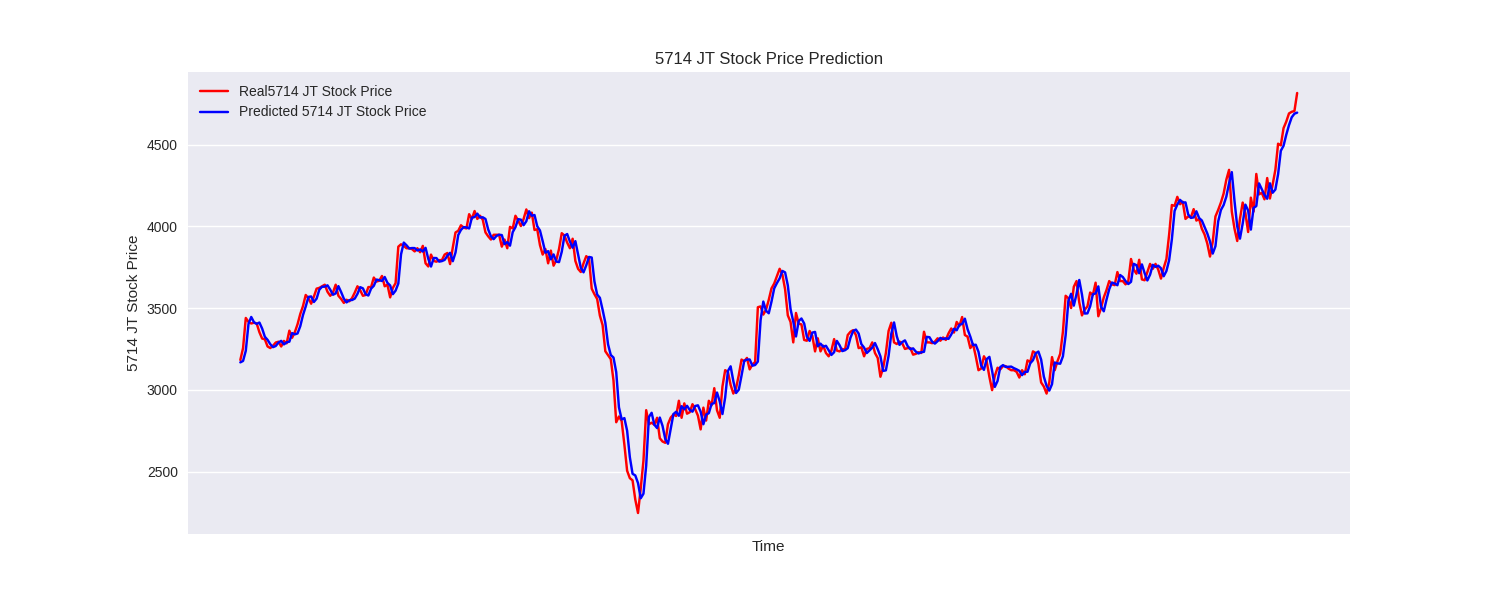 5714 JT Stock Price Prediction
Real5714 JT Stock Price
Predicted 5714 JT Stock Price
4500
4000
3500
3000
2500
5714 JT Stock Price
Time